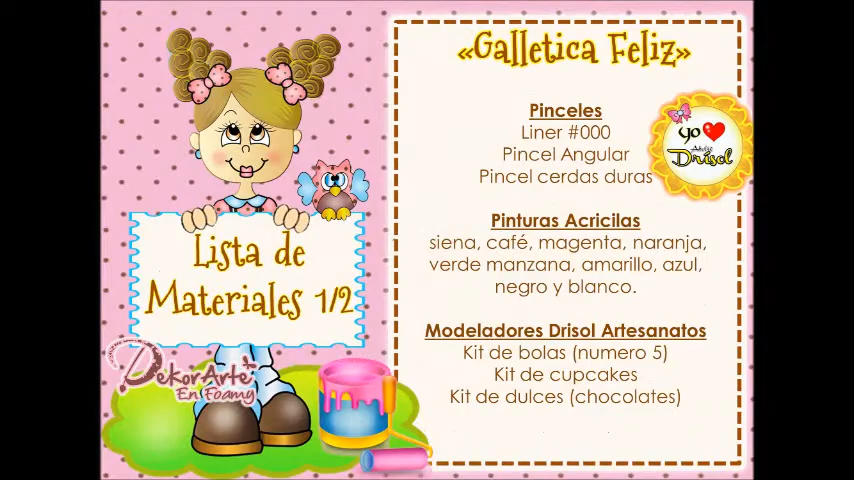 «Galletica Feliz»
Pinceles
Liner #000
Pincel Angular
Pincel cerdas duras
yo
Drisol
Pinturas Acricilas
siena, café, magenta, naranja,
verde manzana, amarillo, azul,
negro y blanco.
Modeladores Drisol Artesanatos
Kit de bolas (numero 5)
Kit de cupcakes
Kit de dulces (chocolates)
Lista de
Materiales 1/2
DekorArte
En Foamy